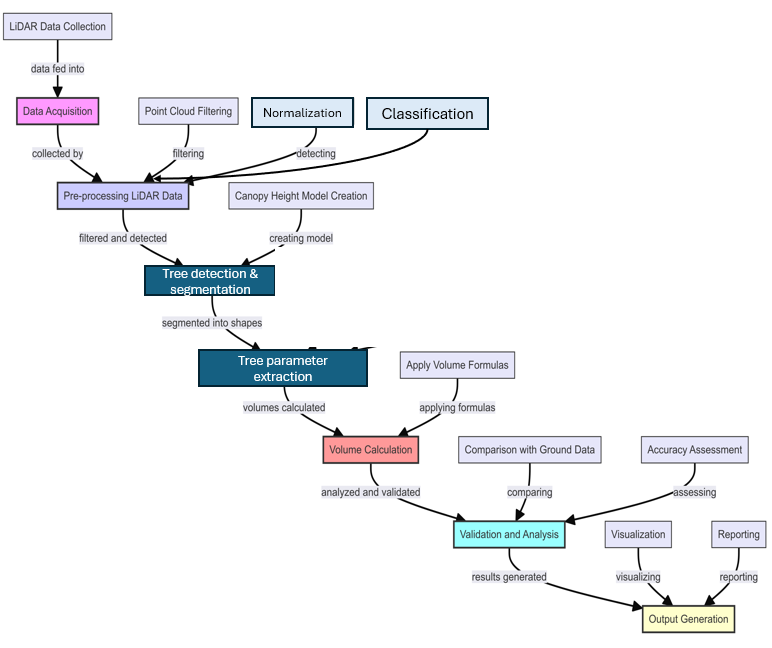 LiDAR Data Collection
data fed into
Data Acquisition
Point Cloud Filtering
Normalization
Classification
collected by
filtering
detecting
Pre-processing LiDAR Data
Canopy Height Model Creation
filtered and detected
creating model
Tree detection &
segmentation
segmented into shapes
Tree parameter
extraction
Apply Volume Formulas
volumes calculated
applying formulas
Volume Calculation
Comparison with Ground Data
Accuracy Assessment
analyzed and validated
comparing
assessing
Validation and Analysis
Visualization
Reporting
results generated
visualizing
reporting
Output Generation